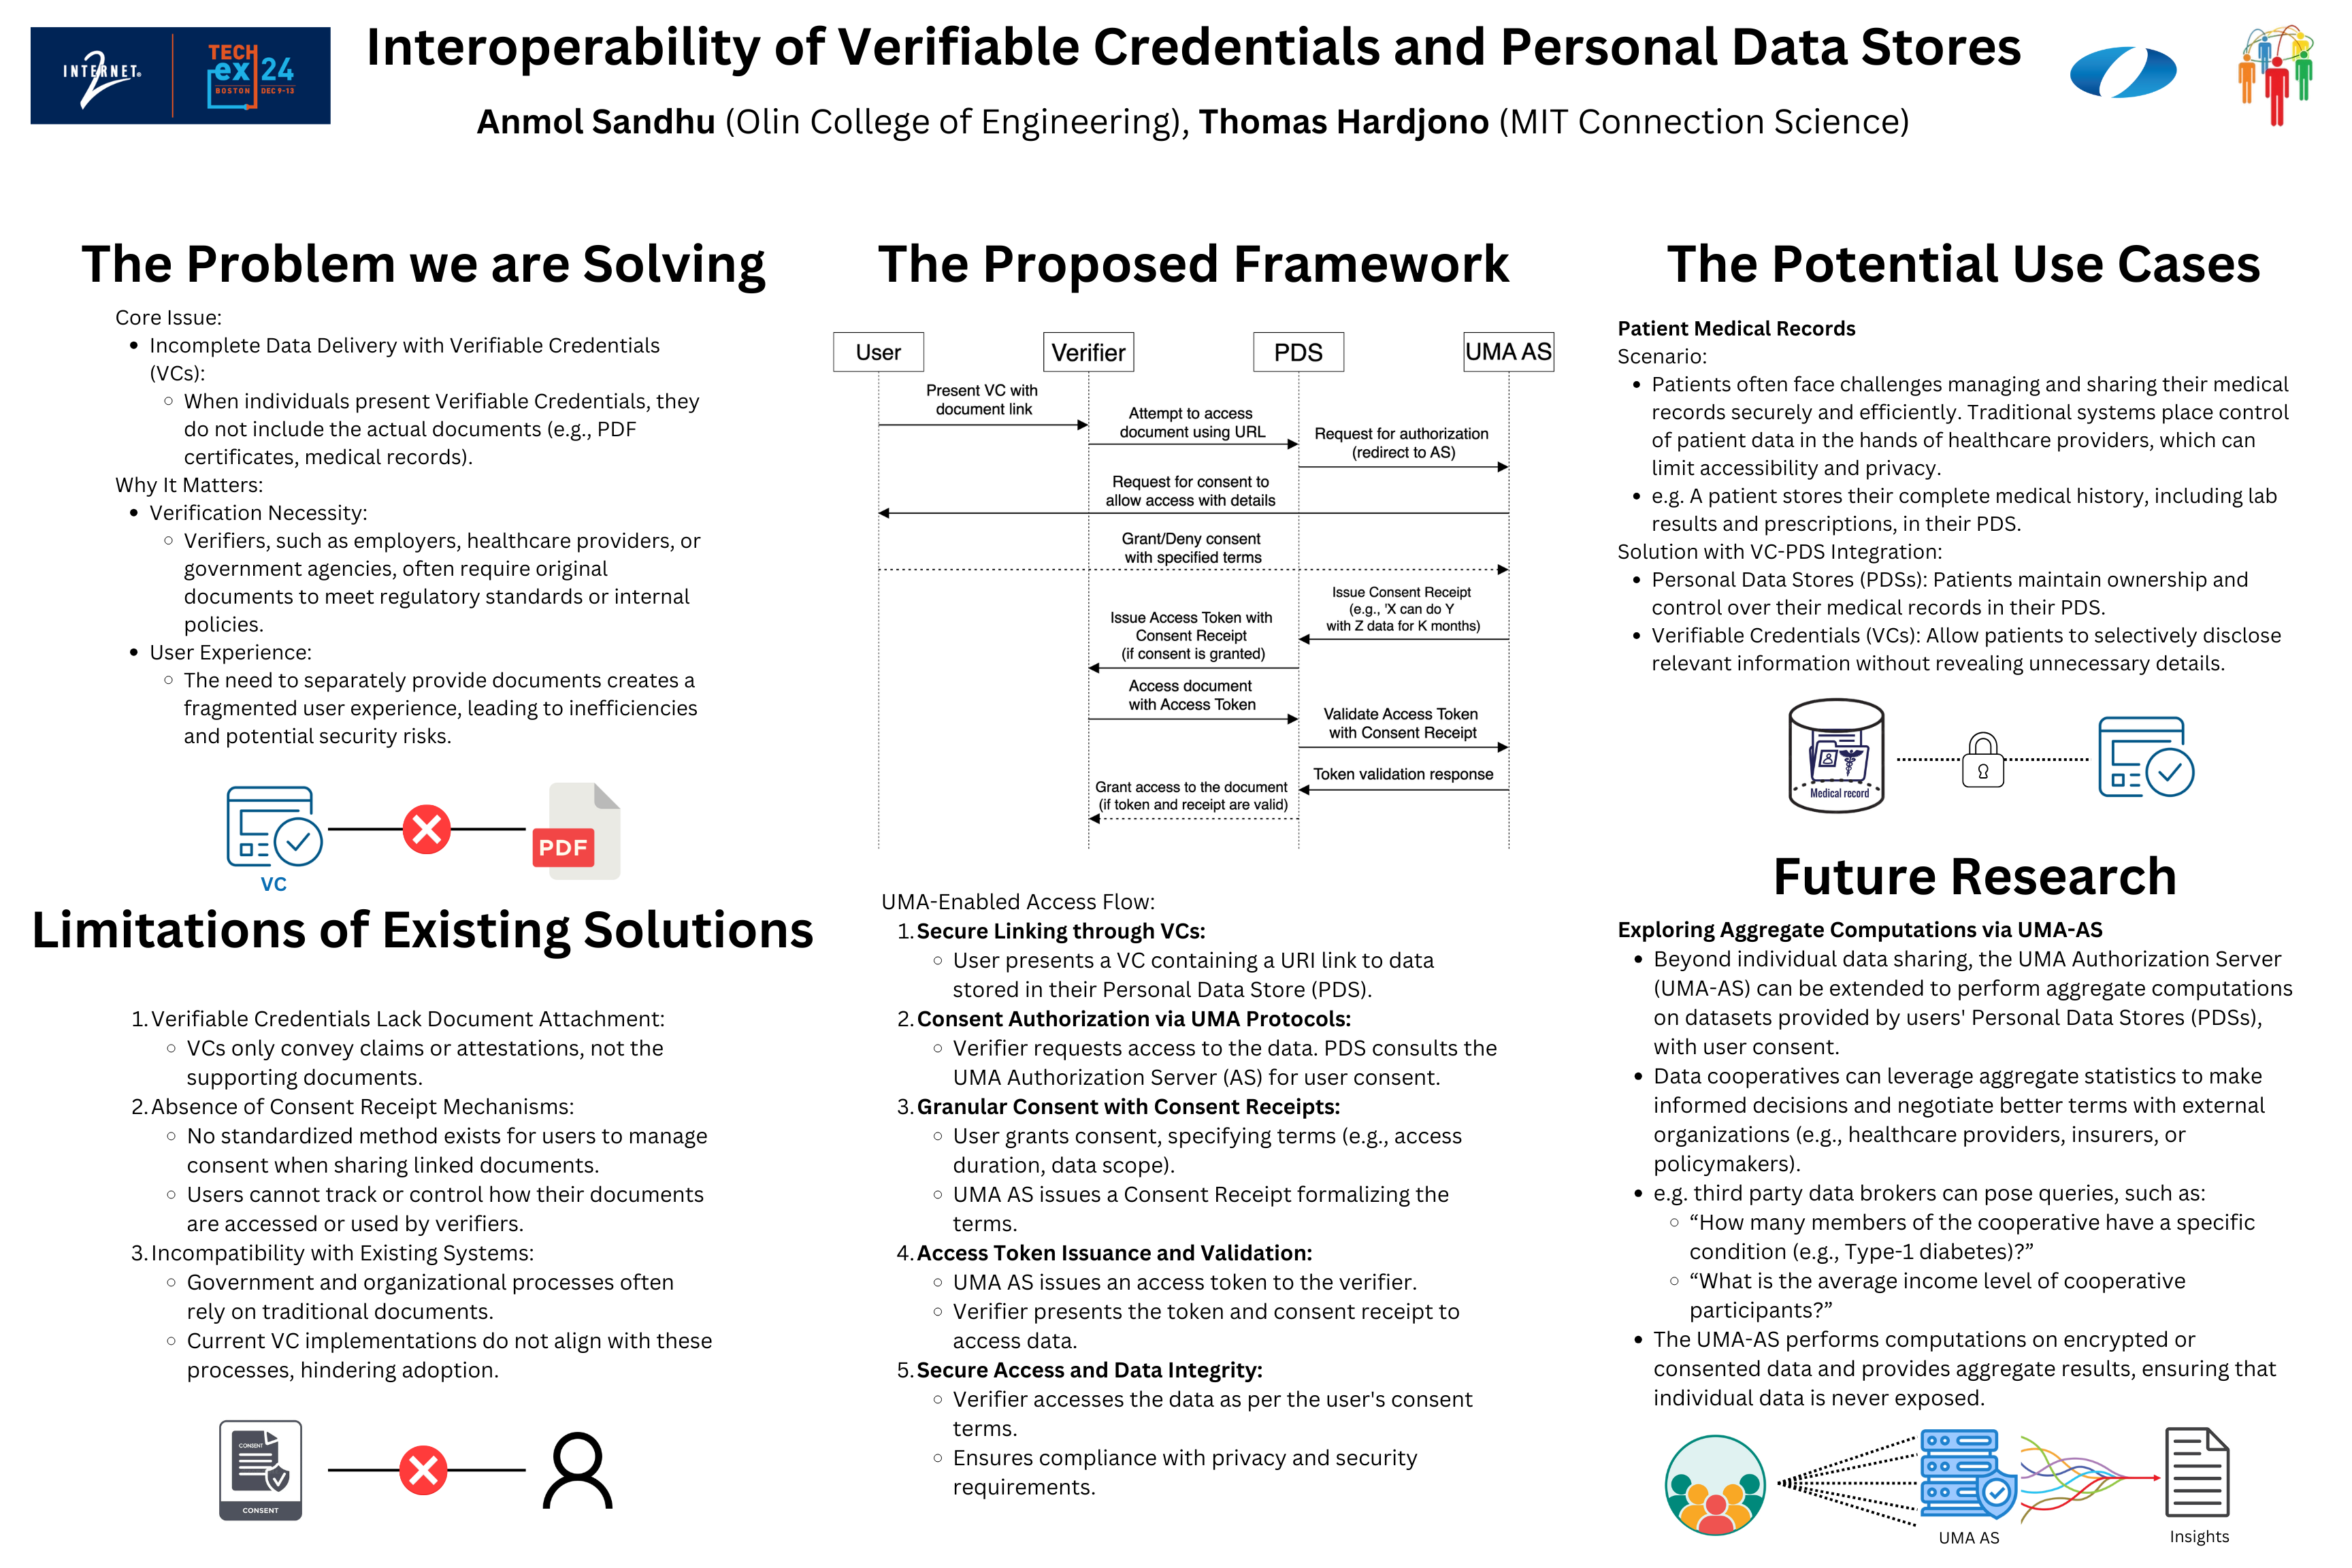 INTERNET®
2
TECH
ex 24
BOSTON DEC 9-13
Interoperability of Verifiable Credentials and Personal Data Stores
Anmol Sandhu (Olin College of Engineering), Thomas Hardjono (MIT Connection Science)
The Problem we are Solving
Core Issue:
• Incomplete Data Delivery with Verifiable Credentials
(VCs):
◦ When individuals present Verifiable Credentials, they
do not include the actual documents (e.g., PDF
certificates, medical records).
Why It Matters:
• Verification Necessity:
◦ Verifiers, such as employers, healthcare providers, or
government agencies, often require original
documents to meet regulatory standards or internal
policies.
• User Experience:
◦ The need to separately provide documents creates a
fragmented user experience, leading to inefficiencies
and potential security risks.
VC
PDF
Limitations of Existing Solutions
1. Verifiable Credentials Lack Document Attachment:
◦ VCs only convey claims or attestations, not the
supporting documents.
2. Absence of Consent Receipt Mechanisms:
◦ No standardized method exists for users to manage
consent when sharing linked documents.
◦ Users cannot track or control how their documents
are accessed or used by verifiers.
3. Incompatibility with Existing Systems:
◦ Government and organizational processes often
rely on traditional documents.
◦ Current VC implementations do not align with these
processes, hindering adoption.
CONSENT
CONSENT
The Proposed Framework
User
Verifier
PDS
UMA AS
Present VC with
document link
Attempt to access
document using URL
Request for authorization
(redirect to AS)
Request for consent to
allow access with details
Grant/Deny consent
with specified terms
Issue Consent Receipt
(e.g., 'X can do Y
with Z data for K months)
Issue Access Token with
Consent Receipt
(if consent is granted)
Access document
with Access Token
Validate Access Token
with Consent Receipt
Token validation response
Grant access to the document
(if token and receipt are valid)
UMA-Enabled Access Flow:
1. Secure Linking through VCs:
◦ User presents a VC containing a URI link to data
stored in their Personal Data Store (PDS).
2. Consent Authorization via UMA Protocols:
◦ Verifier requests access to the data. PDS consults the
UMA Authorization Server (AS) for user consent.
3. Granular Consent with Consent Receipts:
◦ User grants consent, specifying terms (e.g., access
duration, data scope).
◦ UMA AS issues a Consent Receipt formalizing the
terms.
4. Access Token Issuance and Validation:
◦ UMA AS issues an access token to the verifier.
◦ Verifier presents the token and consent receipt to
access data.
5. Secure Access and Data Integrity:
◦ Verifier accesses the data as per the user's consent
terms.
◦ Ensures compliance with privacy and security
requirements.
The Potential Use Cases
Patient Medical Records
Scenario:
• Patients often face challenges managing and sharing their medical
records securely and efficiently. Traditional systems place control
of patient data in the hands of healthcare providers, which can
limit accessibility and privacy.
• e.g. A patient stores their complete medical history, including lab
results and prescriptions, in their PDS.
Solution with VC-PDS Integration:
• Personal Data Stores (PDSs): Patients maintain ownership and
control over their medical records in their PDS.
• Verifiable Credentials (VCs): Allow patients to selectively disclose
relevant information without revealing unnecessary details.
Medical record
Future Research
Exploring Aggregate Computations via UMA-AS
• Beyond individual data sharing, the UMA Authorization Server
(UMA-AS) can be extended to perform aggregate computations
on datasets provided by users' Personal Data Stores (PDSs),
with user consent.
• Data cooperatives can leverage aggregate statistics to make
informed decisions and negotiate better terms with external
organizations (e.g., healthcare providers, insurers, or
policymakers).
• e.g. third party data brokers can pose queries, such as:
◦ “How many members of the cooperative have a specific
condition (e.g., Type-1 diabetes)?”
◦ “What is the average income level of cooperative
participants?”
• The UMA-AS performs computations on encrypted or
consented data and provides aggregate results, ensuring that
individual data is never exposed.
UMA AS
Insights